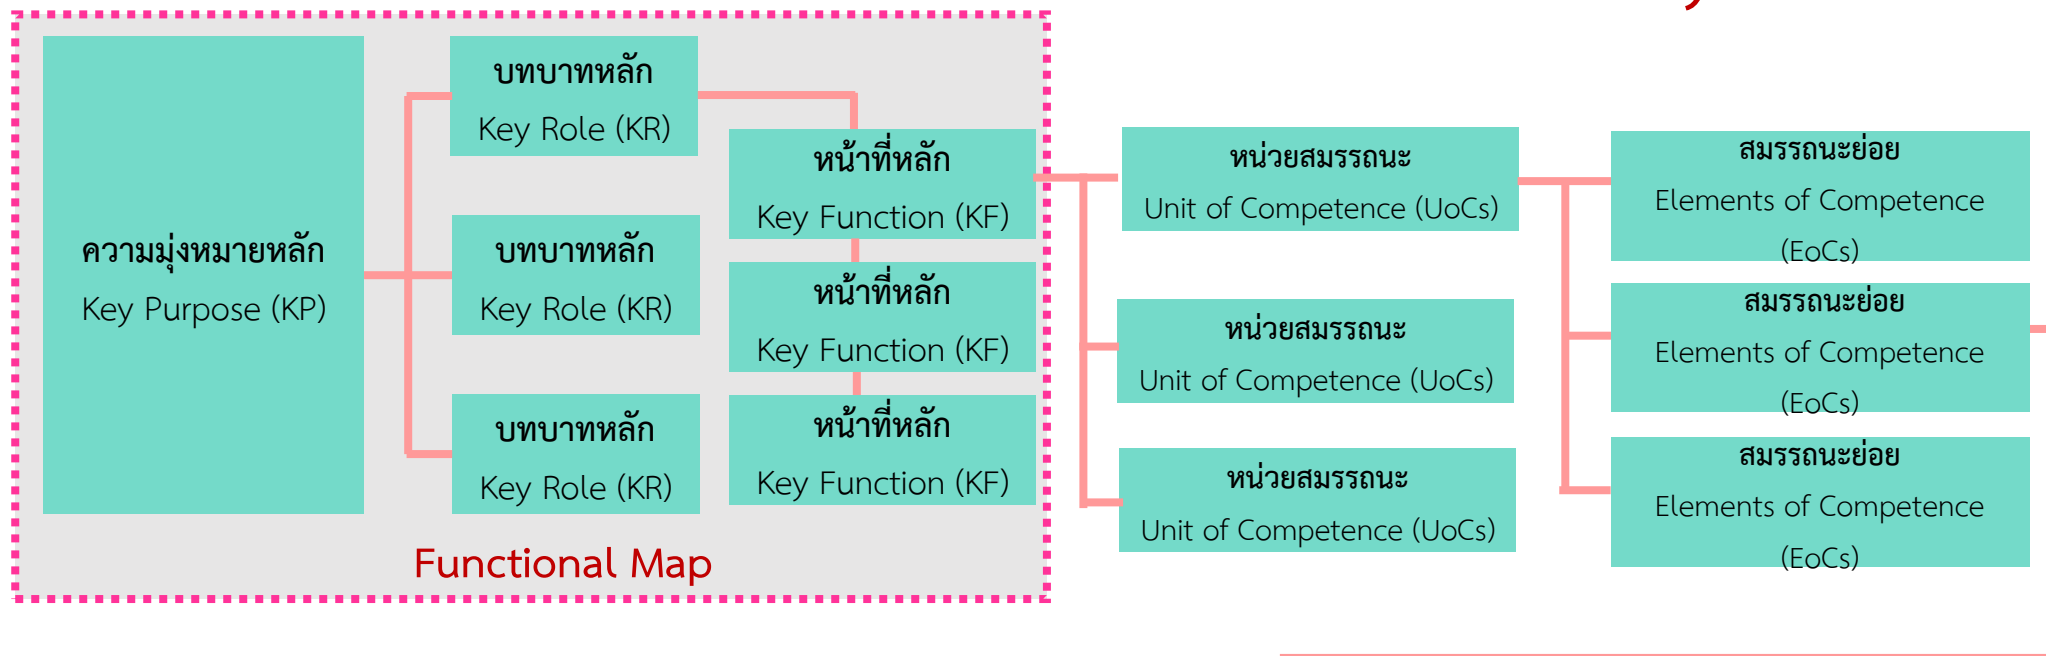 ความมุ่งหมายหลัก
Key Purpose (KP)
บทบาทหลัก
Key Role (KR)
บทบาทหลัก
Key Role (KR)
บทบาทหลัก
Key Role (KR)
หน้าที่หลัก
Key Function (KF)
หน้าที่หลัก
Key Function (KF)
หน้าที่หลัก
Key Function (KF)
Functional Map
หน่วยสมรรถนะ
Unit of Competence (UoCs)
หน่วยสมรรถนะ
Unit of Competence (UoCs)
หน่วยสมรรถนะ
Unit of Competence (UoCs)
สมรรถนะย่อย
Elements of Competence
(EoCs)
สมรรถนะย่อย
Elements of Competence
(EoCs)
สมรรถนะย่อย
Elements of Competence
(EoCs)